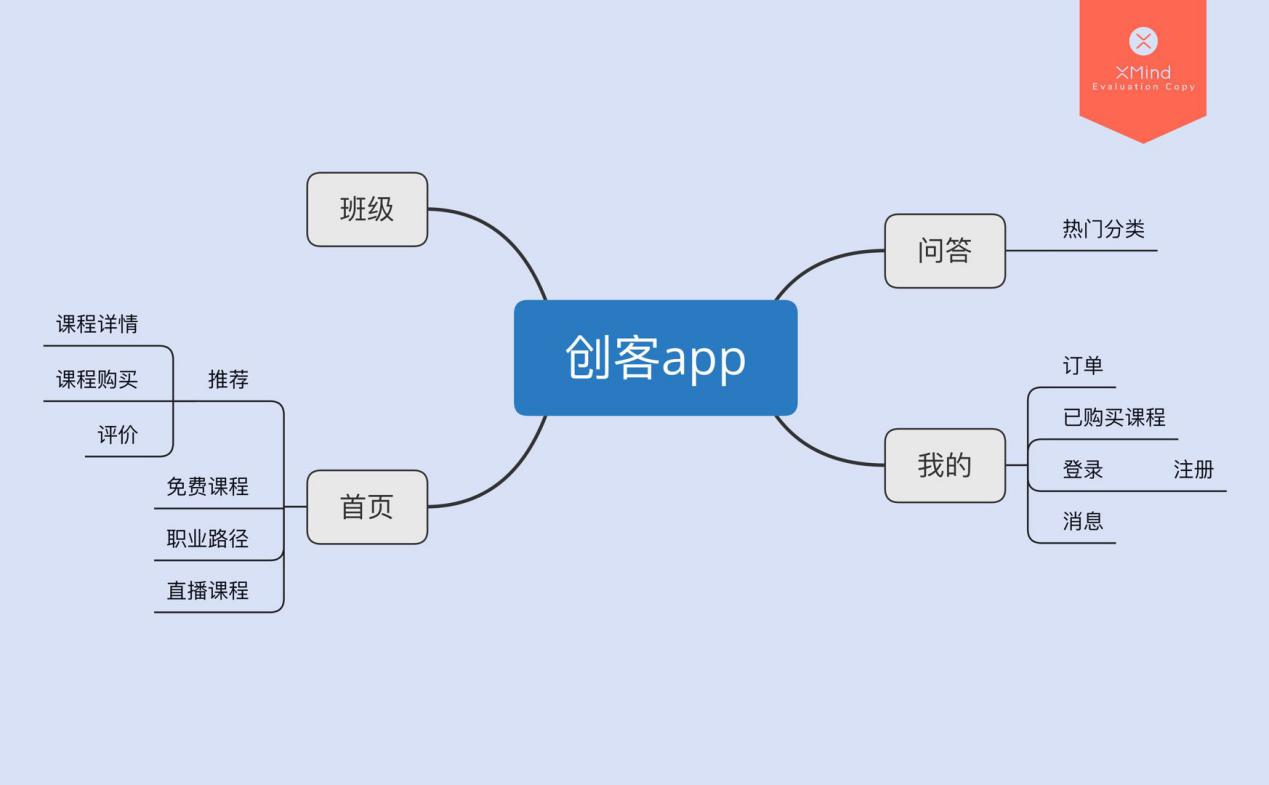 XMind
Evaluation Copy
班级
问答
热门分类
创客app
课程详情
课程购买
评价
推荐
免费课程
职业路径
直播课程
首页
我的
订单
已购买课程
登录
注册
消息